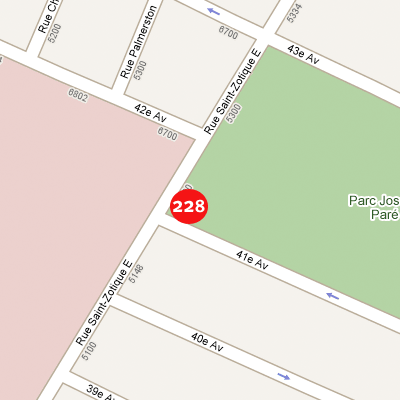 Rue Ch
5200
Rue Palmerston
5300
6700
5334
43e Av
6802
42e Av
6700
Rue Saint-Zotique E
5300
228
Parc Jos
Paré
41e Av
Rue Saint-Zotique E
5148
5100
40e Av
39e Av